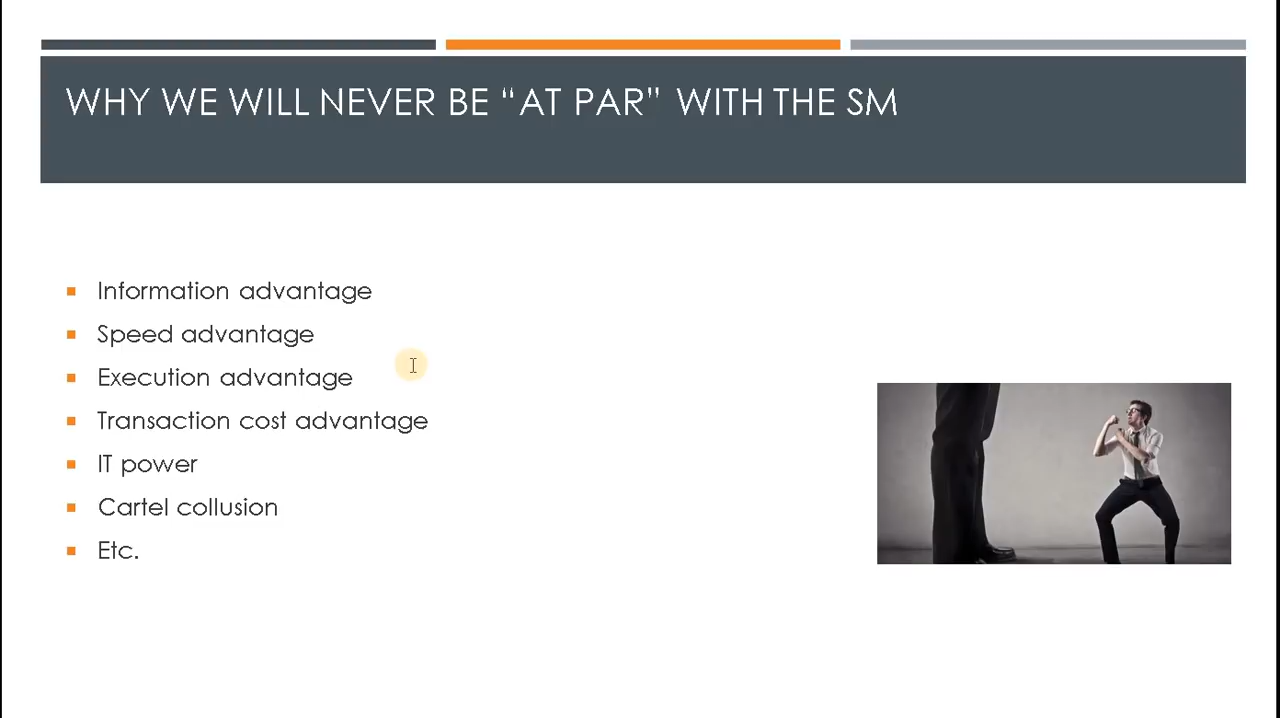 WHY WE WILL NEVER BE “AT PAR” WITH THE SM
Information advantage
Speed advantage
Execution advantage
Transaction cost advantage
IT power
Cartel collusion
Etc.